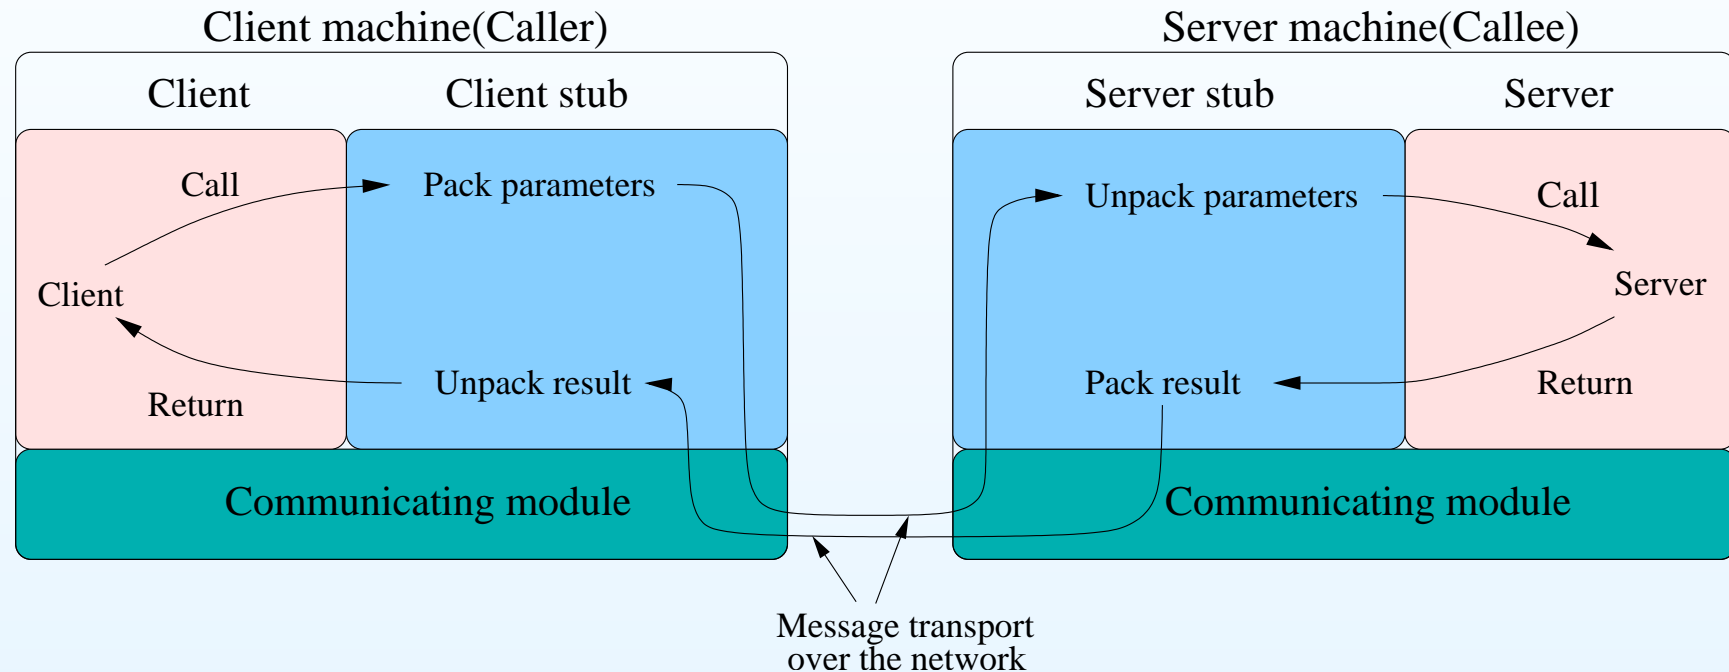 Client machine(Caller)
Server machine(Callee)
Client
Client stub
Server stub
Server
Call
Pack parameters
Unpack parameters
Call
Client
Server
Unpack result
Pack result
Return
Return
Communicating module
Communicating module
Message transport
over the network